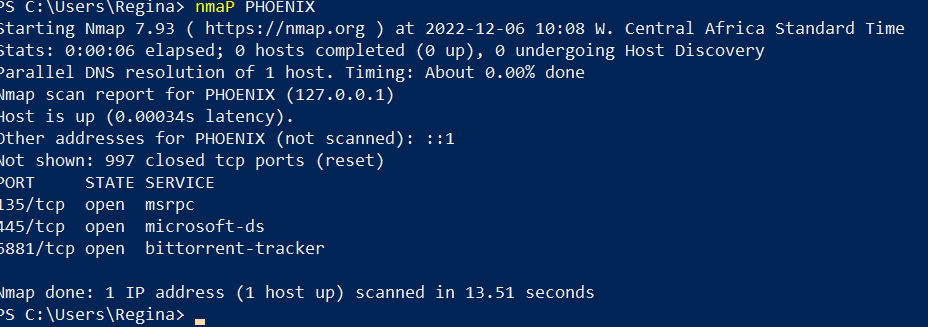 PS C:\Users\Regina> nmaP PHOENIX
Starting Nmap 7.93 ( https://nmap.org ) at 2022-12-06 10:08 W. Central Africa Standard Time
Stats: 0:00:06 elapsed; 0 hosts completed (0 up), 0 undergoing Host Discovery
Parallel DNS resolution of 1 host. Timing: About 0.00% done
Nmap scan report for PHOENIX (127.0.0.1)
Host is up (0.00034s latency).
Other addresses for PHOENIX (not scanned): ::1
Not shown: 997 closed tcp ports (reset)
PORT     STATE SERVICE
135/tcp  open  msrpc
445/tcp  open  microsoft-ds
6881/tcp open  bittorrent-tracker
Nmap done: 1 IP address (1 host up) scanned in 13.51 seconds
PS C:\Users\Regina>